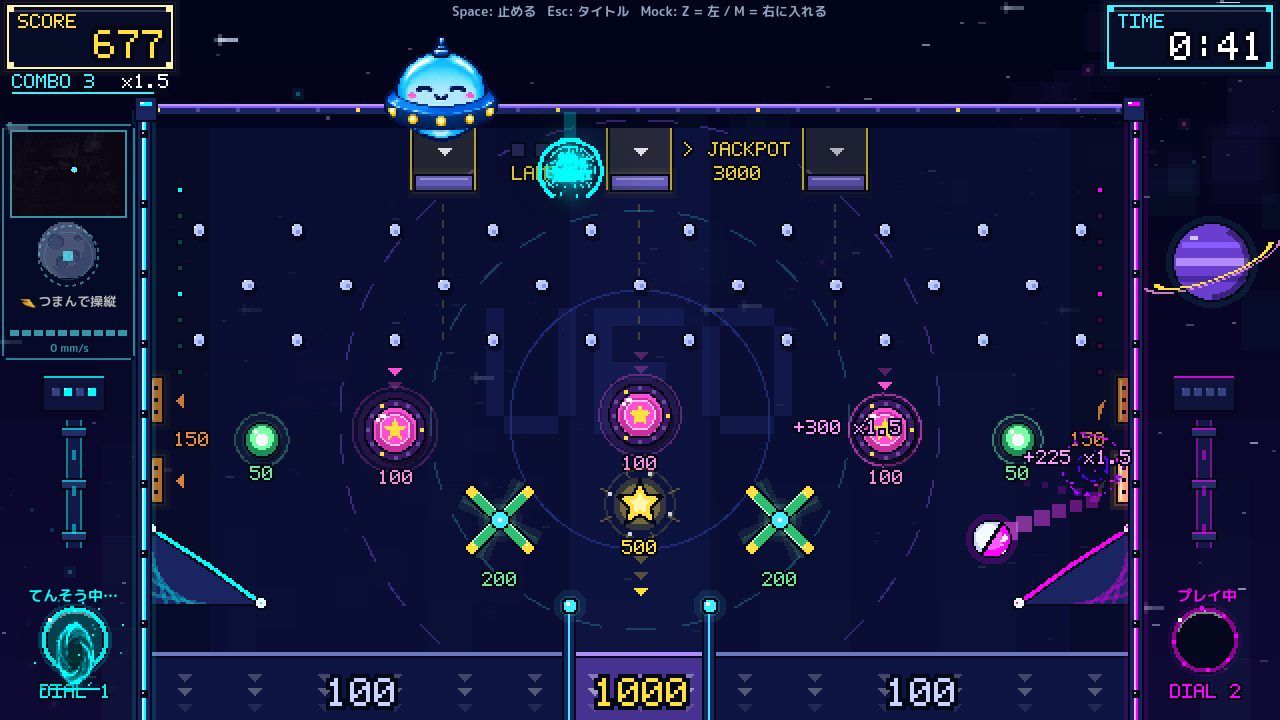 Space: 止める Esc: タイトル Mock: Z = 左 / M = 右に入れる
SCORE
677
COMBO 3 x1.5
TIME
0:41
> JACKPOT
3000
つまんで操縦
0 mm/s
150
50
100
100
+300 x1.5
100
150
50
+225 x1.5
500
200
200
てんそう中…
DIAL 1
プレイ中
DIAL 2
100
1000
100